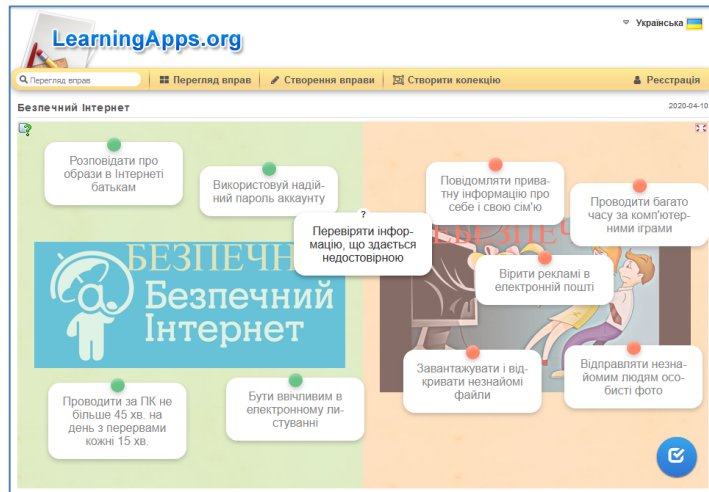 LearningApps.org
Українська
Перегляд вправ
Перегляд вправ
Створення вправи
Створити колекцію
Реєстрація
Безпечний Інтернет
2020-04-10
Розповідати про
образи в Інтернеті
батькам
Використовуй надій-
ний пароль аккаунту
Повідомляти прива-
тну інформацію про
себе і свою сім'ю
Проводити багато
часу за комп'ютер-
ними іграми
?
Перевіряти інфор-
мацію, що здається
недостовірною
Вірити рекламі в
електронній пошті
Безпечний
Інтернет
Завантажувати і від-
кривати незнайомі
файли
Відправляти незна-
йомим людям осо-
бисті фото
Проводити за ПК не
більше 45 хв. на
день з перервами
кожні 15 хв.
Бути ввічливим в
електронному ли-
стуванні